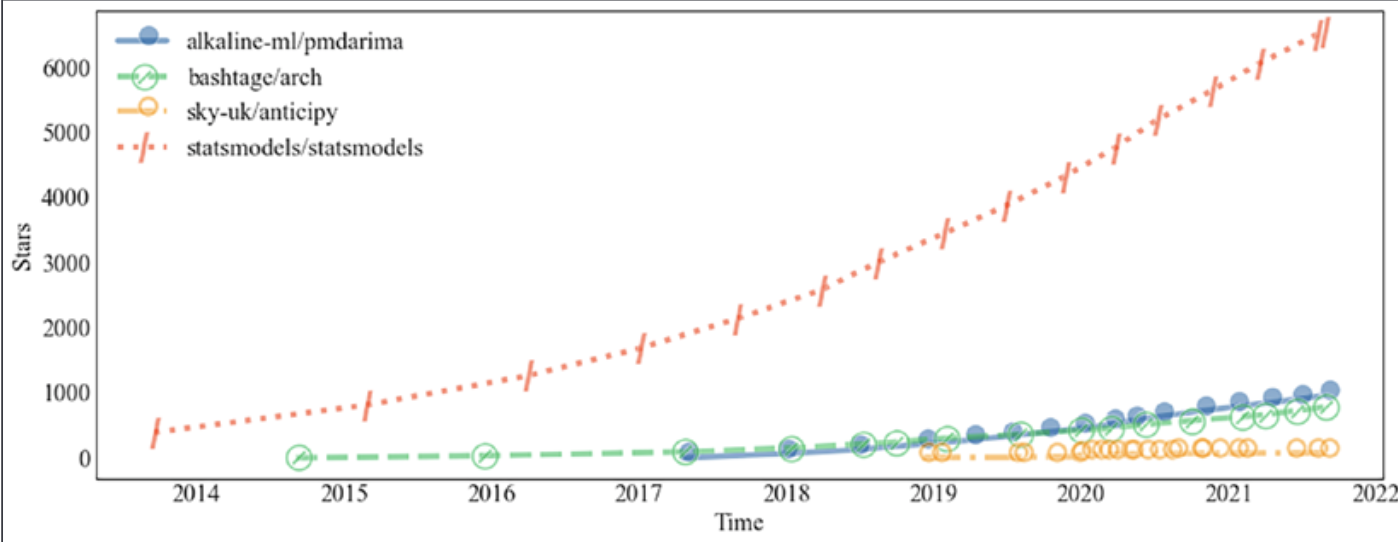 alkaline-ml/pmdarima
bashtage/arch
sky-uk/anticipy
statsmodels/statsmodels
6000
5000
4000
3000
2000
1000
0
Stars
2014 2015 2016 2017 2018 2019 2020 2021 2022
Time